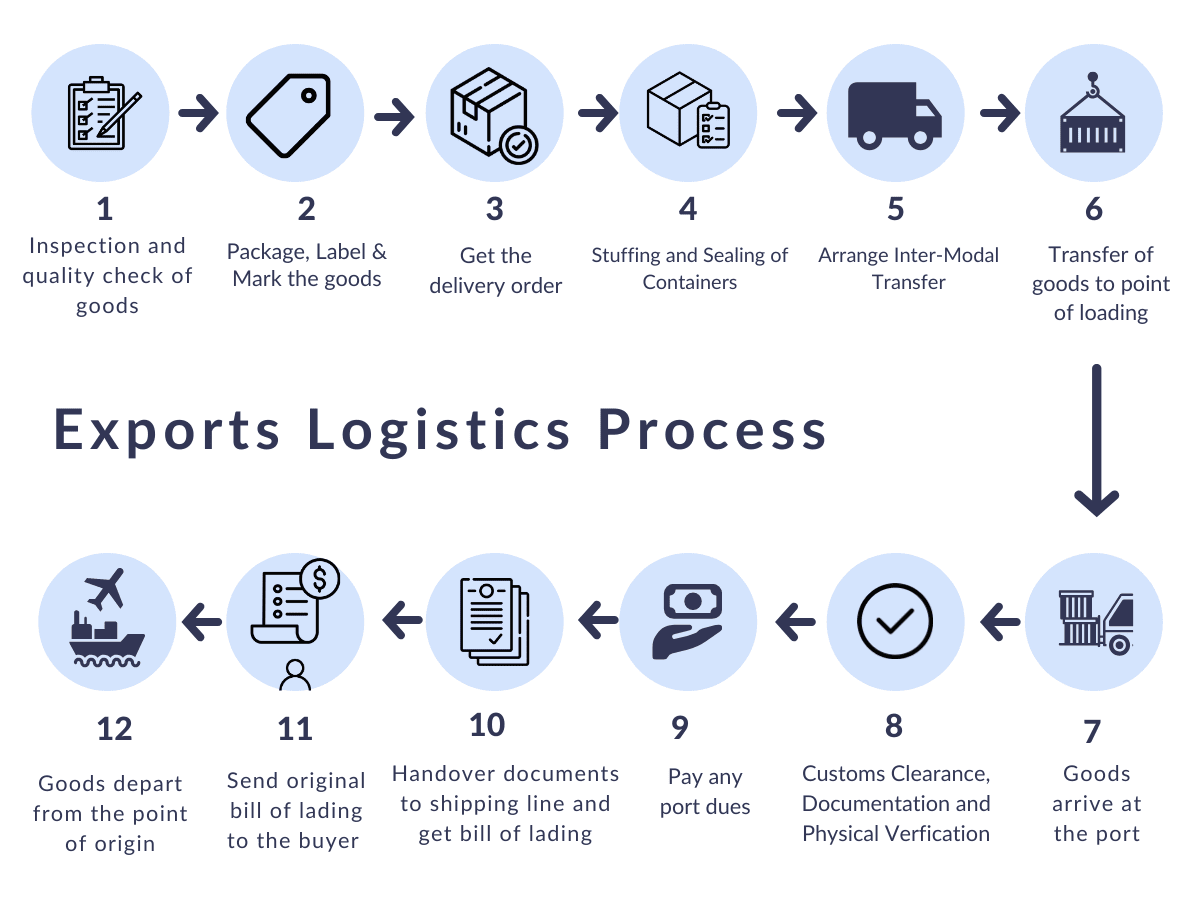 1
Inspection and
quality check of
goods
2
Package, Label &
Mark the goods
3
Get the
delivery order
4
Stuffing and Sealing of
Containers
5
Arrange Inter-Modal
Transfer
6
Transfer of
goods to point
of loading
Exports Logistics Process
$
12
Goods depart
from the point
of origin
11
Send original
bill of lading
to the buyer
10
Handover documents
to shipping line and
get bill of lading
9
Pay any
port dues
8
Customs Clearance,
Documentation and
Physical Verfication
7
Goods
arrive at
the port